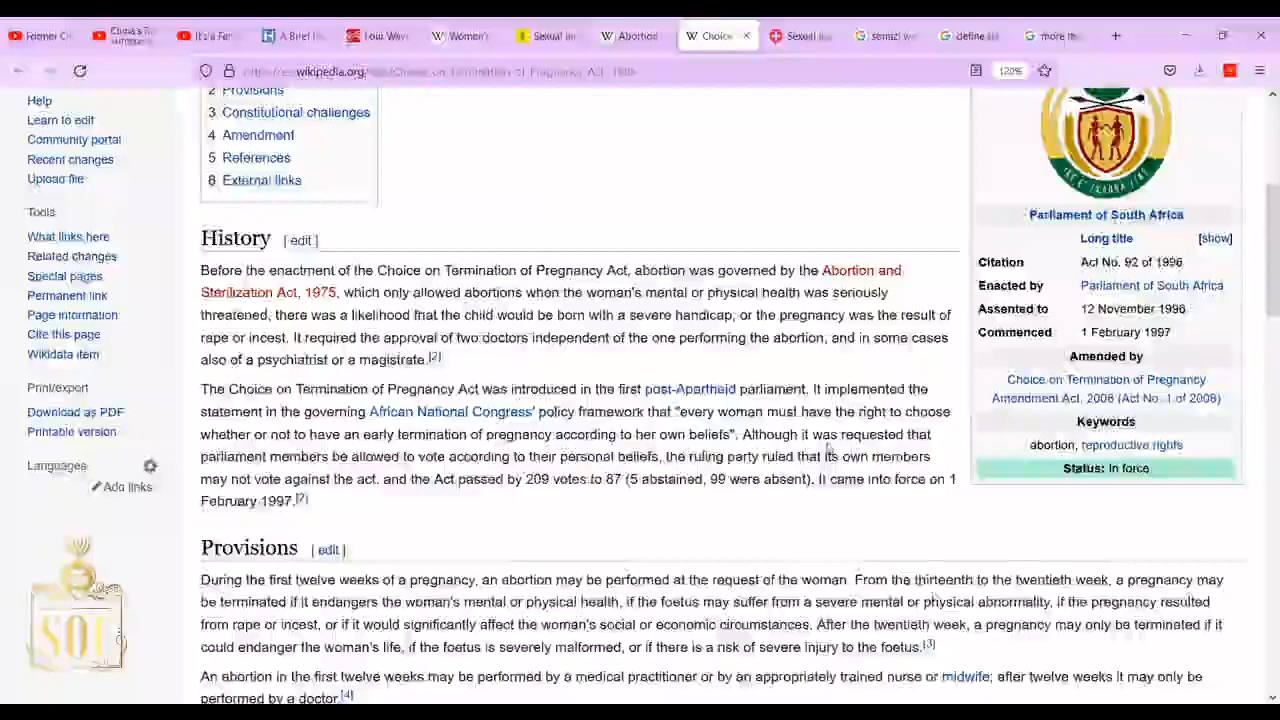 Former C
China's
It's a Fa
A Brief
Four Wav
Women'
Sexual
Abortion
Choice
Sexual
define
more
wikipedia.org
120%
Help
Learn to edit
Community portal
Recent changes
Upload file
Tools
What links here
Related changes
Special pages
Permanent link
Page information
Cite this page
Wikidata item
Print/export
Download as PDF
Printable version
Languages
Add links
SOF
2 Provisions
3 Constitutional challenges
4 Amendment
5 References
6 External links
History [ edit ]
Before the enactment of the Choice on Termination of Pregnancy Act, abortion was governed by the Abortion and
Sterilization Act, 1975, which only allowed abortions when the woman's mental or physical health was seriously
threatened, there was a likelihood that the child would be born with a severe handicap, or the pregnancy was the result of
rape or incest. It required the approval of two doctors independent of the one performing the abortion, and in some cases
also of a psychiatrist or a magistrate.[2]
The Choice on Termination of Pregnancy Act was introduced in the first post-Apartheid parliament. It implemented the
statement in the governing African National Congress' policy framework that "every woman must have the right to choose
whether or not to have an early termination of pregnancy according to her own beliefs". Although it was requested that
parliament members be allowed to vote according to their personal beliefs, the ruling party ruled that its own members
may not vote against the act, and the Act passed by 209 votes to 87 (5 abstained, 99 were absent). It came into force on 1
February 1997.[2]
Provisions [ edit ]
During the first twelve weeks of a pregnancy, an abortion may be performed at the request of the woman. From the thirteenth to the twentieth week, a pregnancy may
be terminated if it endangers the woman's mental or physical health, if the foetus may suffer from a severe mental or physical abnormality, if the pregnancy resulted
from rape or incest, or if it would significantly affect the woman's social or economic circumstances. After the twentieth week, a pregnancy may only be terminated if it
could endanger the woman's life, if the foetus is severely malformed, or if there is a risk of severe injury to the foetus.[3]
An abortion in the first twelve weeks may be performed by a medical practitioner or by an appropriately trained nurse or midwife; after twelve weeks it may only be
performed by a doctor.[4]
Parliament of South Africa
Long title [show]
Citation Act No. 92 of 1996
Enacted by Parliament of South Africa
Assented to 12 November 1996
Commenced 1 February 1997
Amended by
Choice on Termination of Pregnancy
Amendment Act, 2008 (Act No. 1 of 2008)
Keywords
abortion, reproductive rights
Status: In force